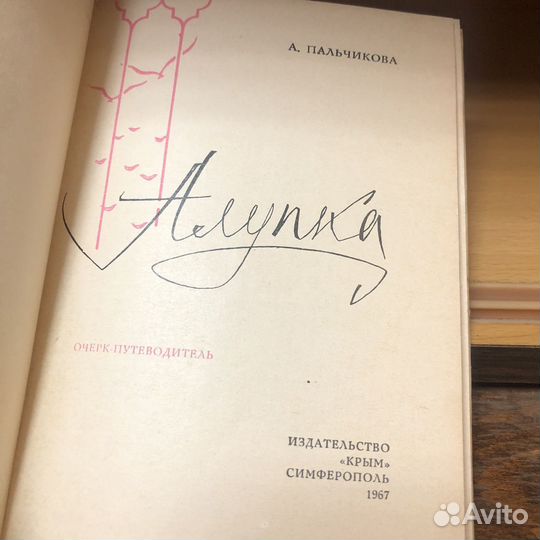 А. ПАЛЬЧИКОВА
Алупка
ОЧЕРК-ПУТЕВОДИТЕЛЬ
ИЗДАТЕЛЬСТВО
«КРЫМ»
СИМФЕРОПОЛЬ
1967
Avito